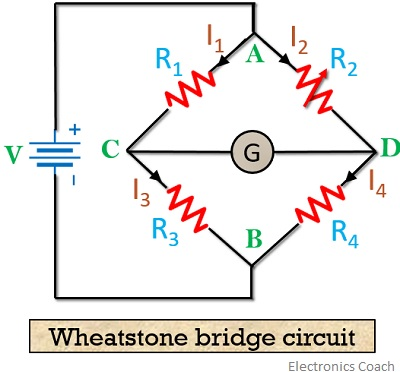 I1 I2
A
R1 R2
+
V C G D
-
I3 I4
R3 B R4
Wheatstone bridge circuit
Electronics Coach